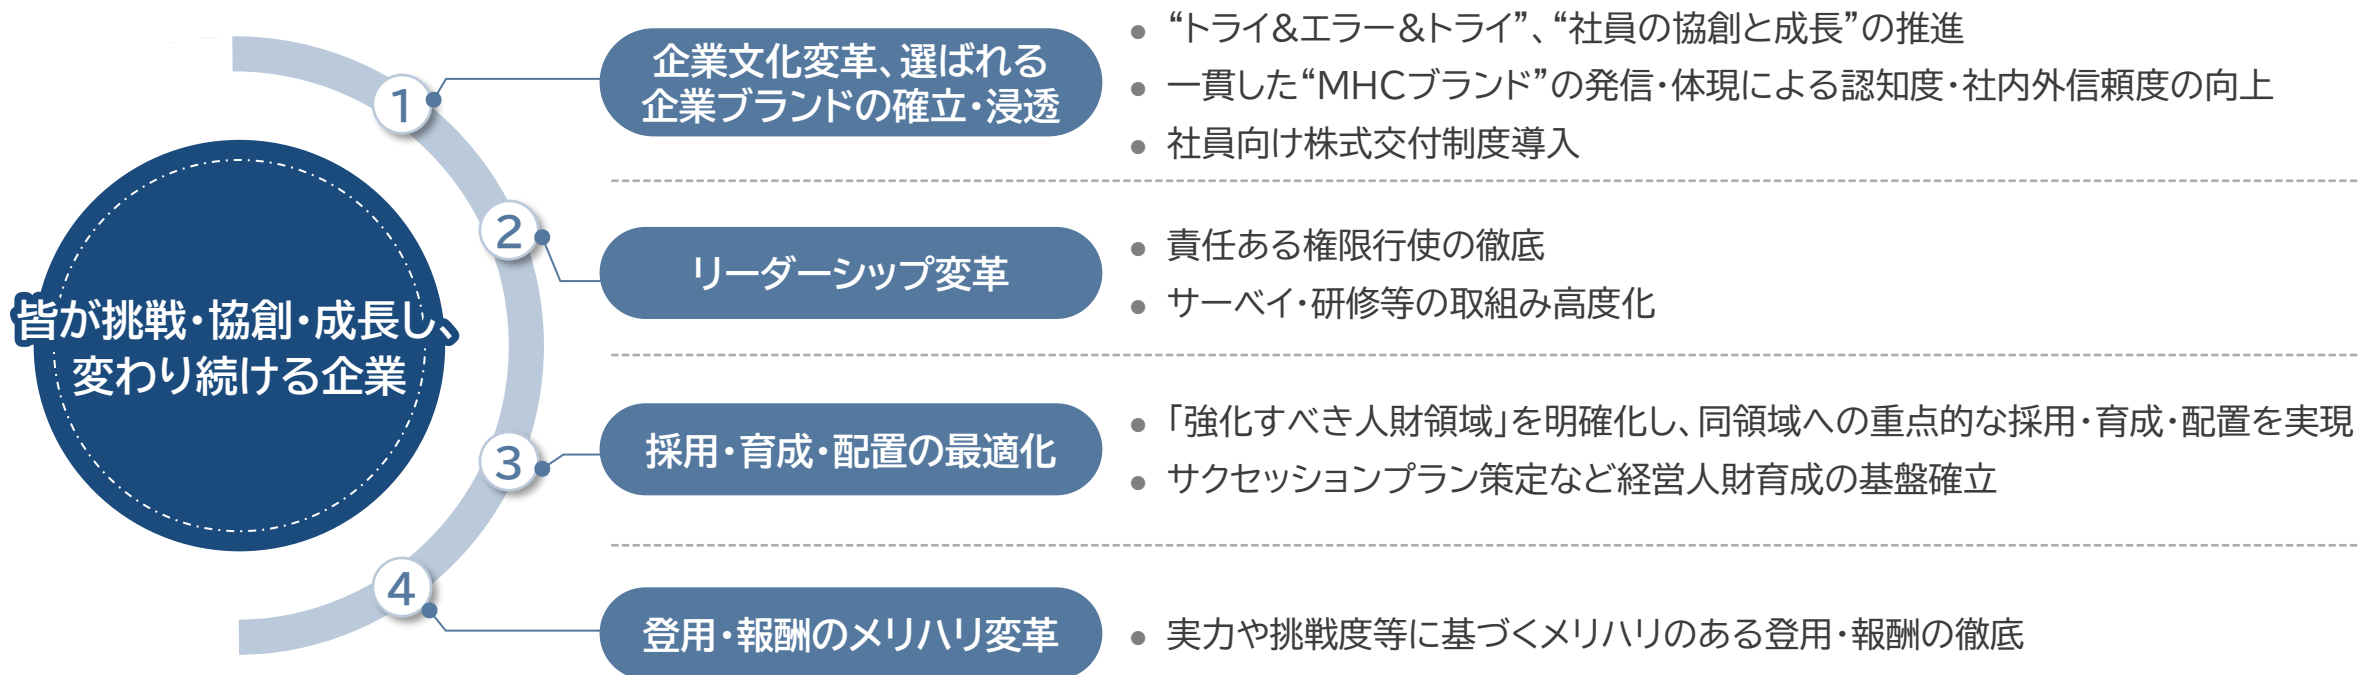 皆が挑戦・協創・成長し、
変わり続ける企業
1
企業文化変革、選ばれる
企業ブランドの確立・浸透
“トライ&エラー&トライ”、“社員の協創と成長”の推進
一貫した“MHCブランド”の発信・体現による認知度・社内外信頼度の向上
社員向け株式交付制度導入
2
リーダーシップ変革
責任ある権限行使の徹底
サーベイ・研修等の取組み高度化
3
採用・育成・配置の最適化
「強化すべき人財領域」を明確化し、同領域への重点的な採用・育成・配置を実現
サクセッションプラン策定など経営人財育成の基盤確立
4
登用・報酬のメリハリ変革
実力や挑戦度等に基づくメリハリのある登用・報酬の徹底